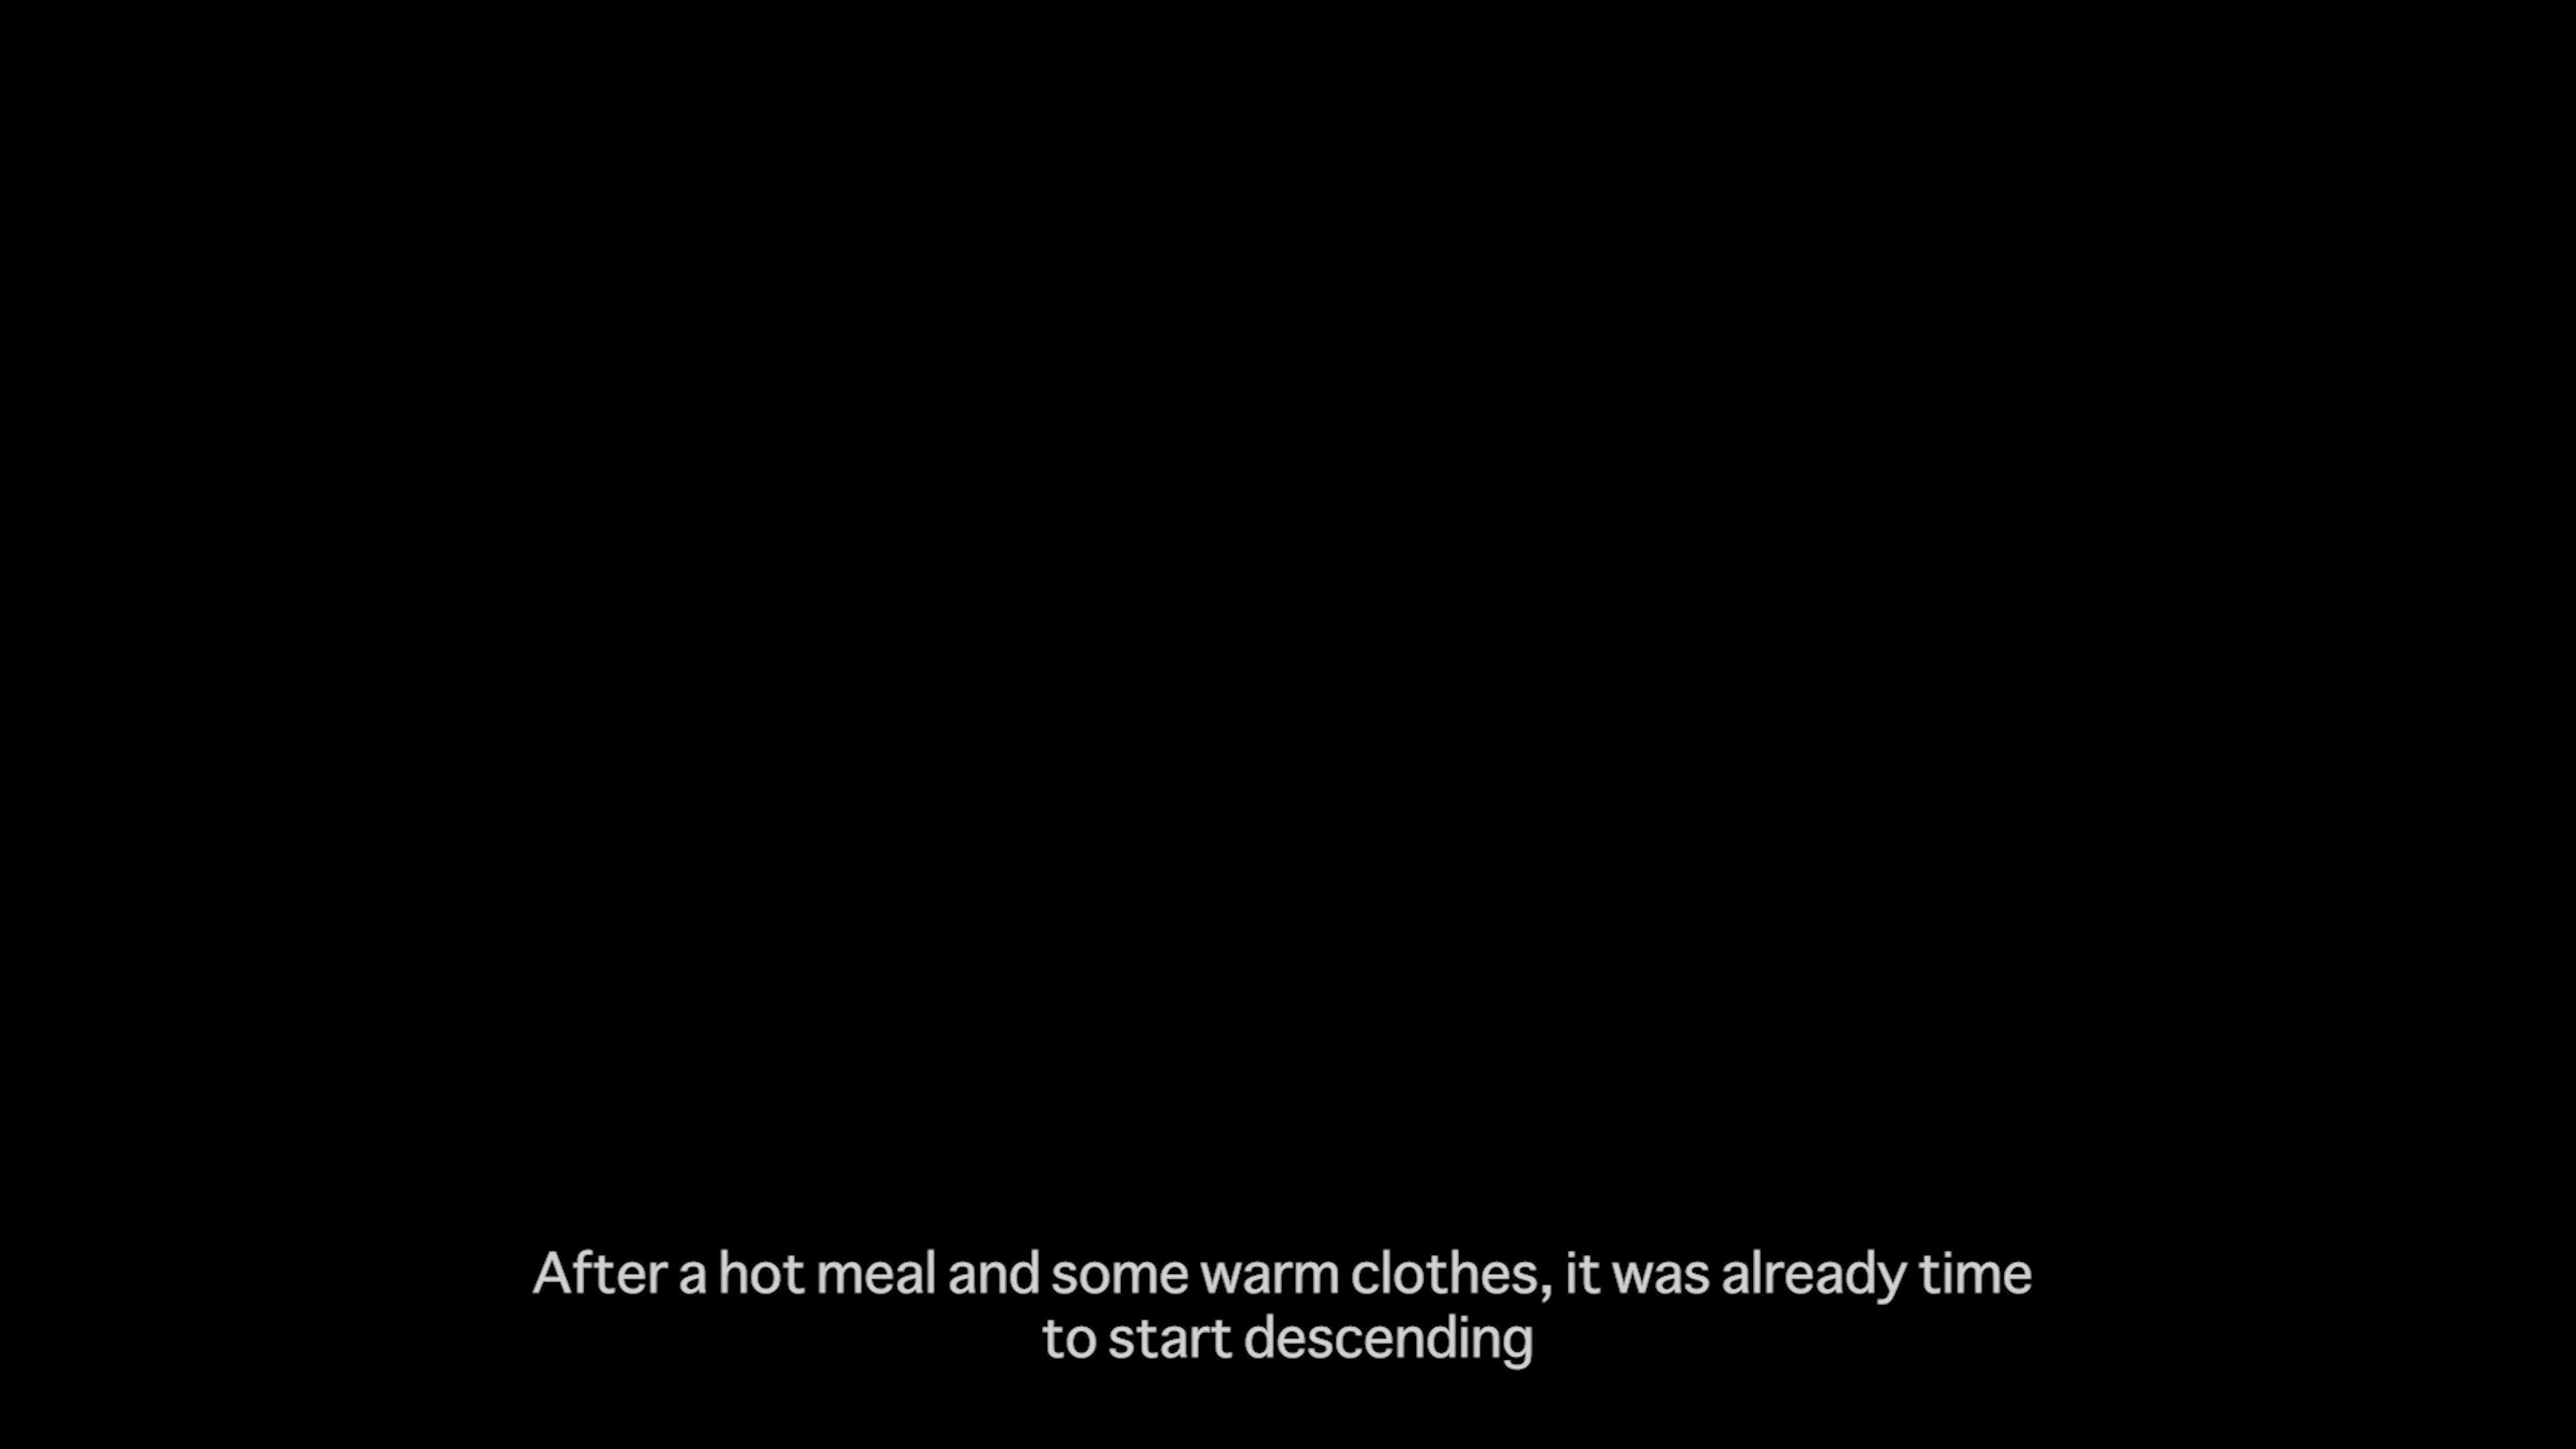 After a hot meal and some warm clothes, it was already time
to start descending